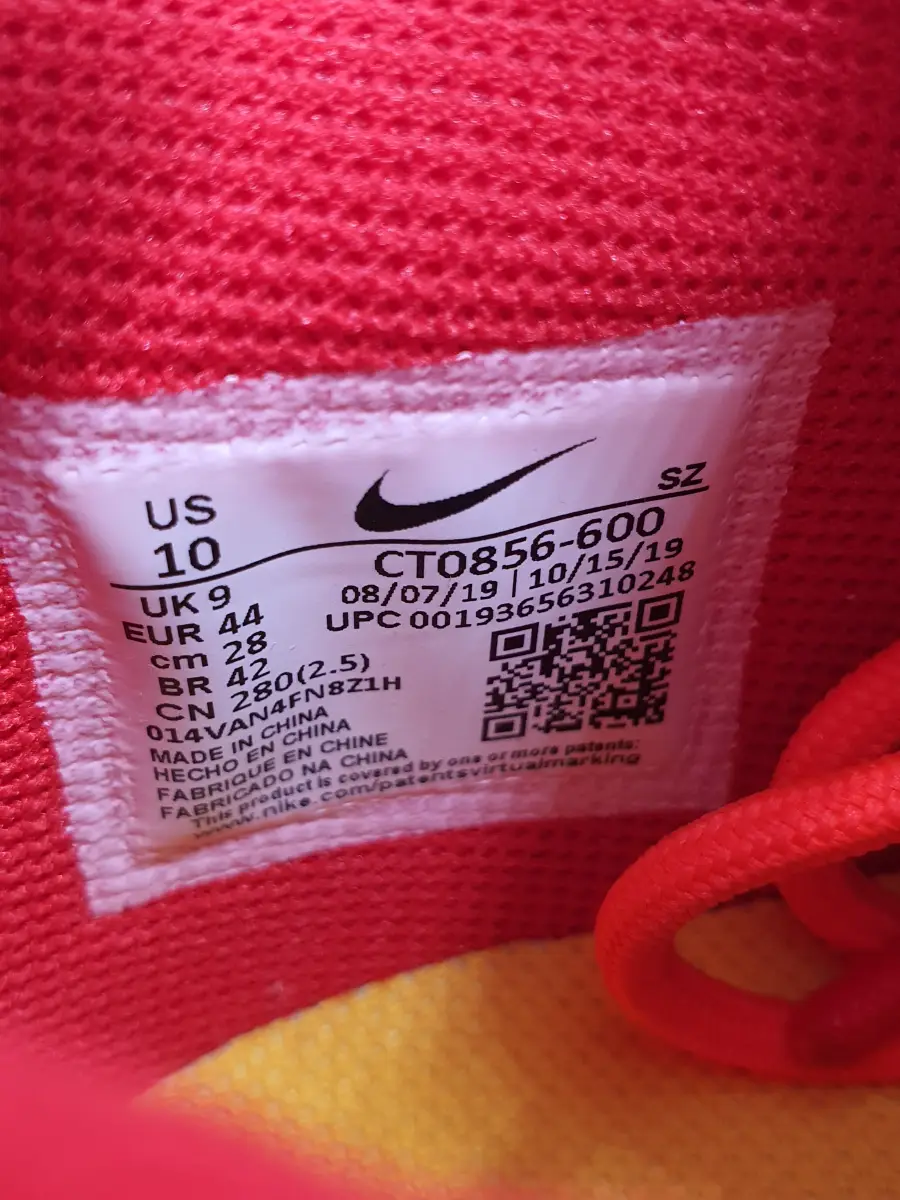 SZ
US
10
CT0856-600
08/07/19 | 10/15/19
UPC 00193656310248
UK 9
EUR 44
cm 28
BR 42
CN 280(2.5)
014VAN4FN8Z1H
MADE IN CHINA
HECHO EN CHINA
FABRIQUE EN CHINE
FABRICADO NA CHINA
This product is covered by one or more patents:
www.nike.com/patentsvirtualmarking